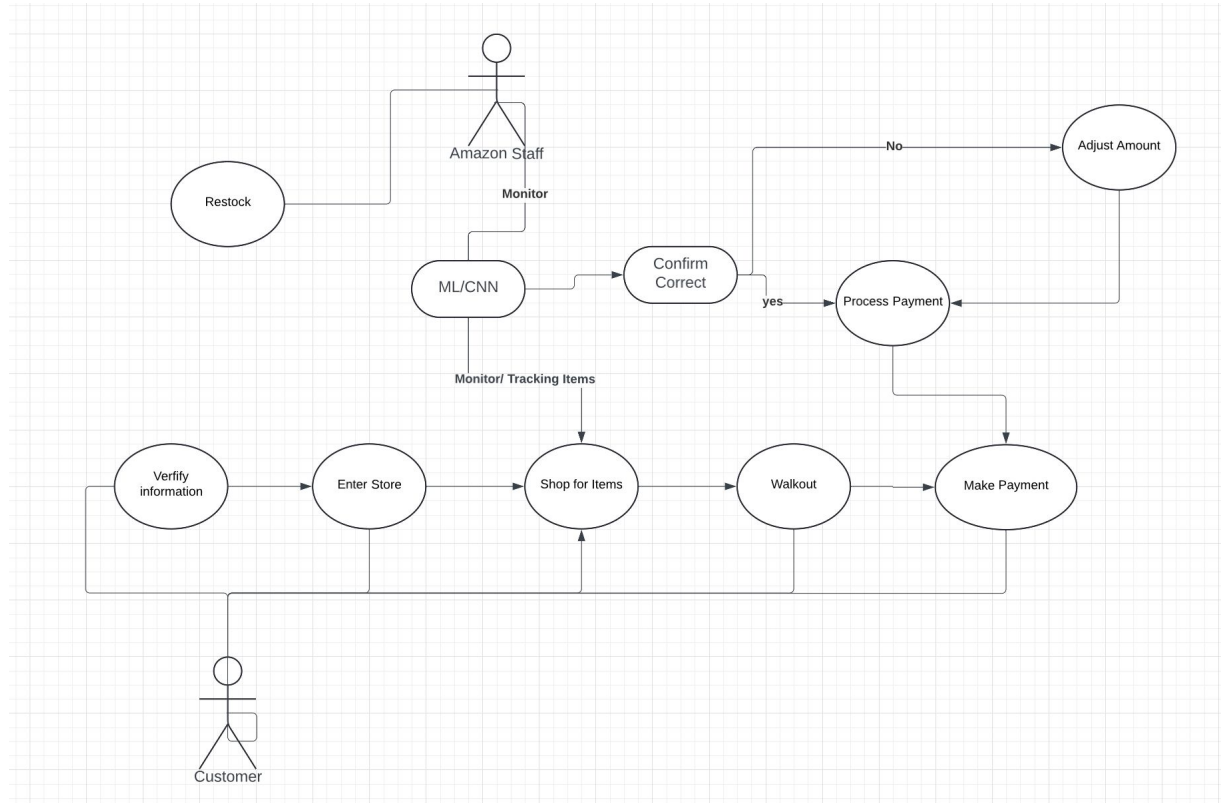 Amazon Staff
No
Adjust Amount
Monitor
Restock
Confirm
Correct
ML/CNN
yes
Process Payment
Monitor/ Tracking Items
Verfify
information
Enter Store
Shop for Items
Walkout
Make Payment
Customer